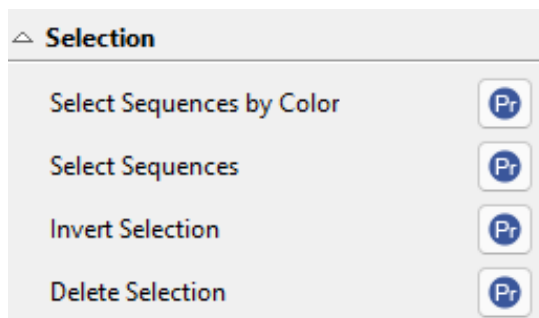 Selection
Select Sequences by Color Pr
Select Sequences Pr
Invert Selection Pr
Delete Selection Pr